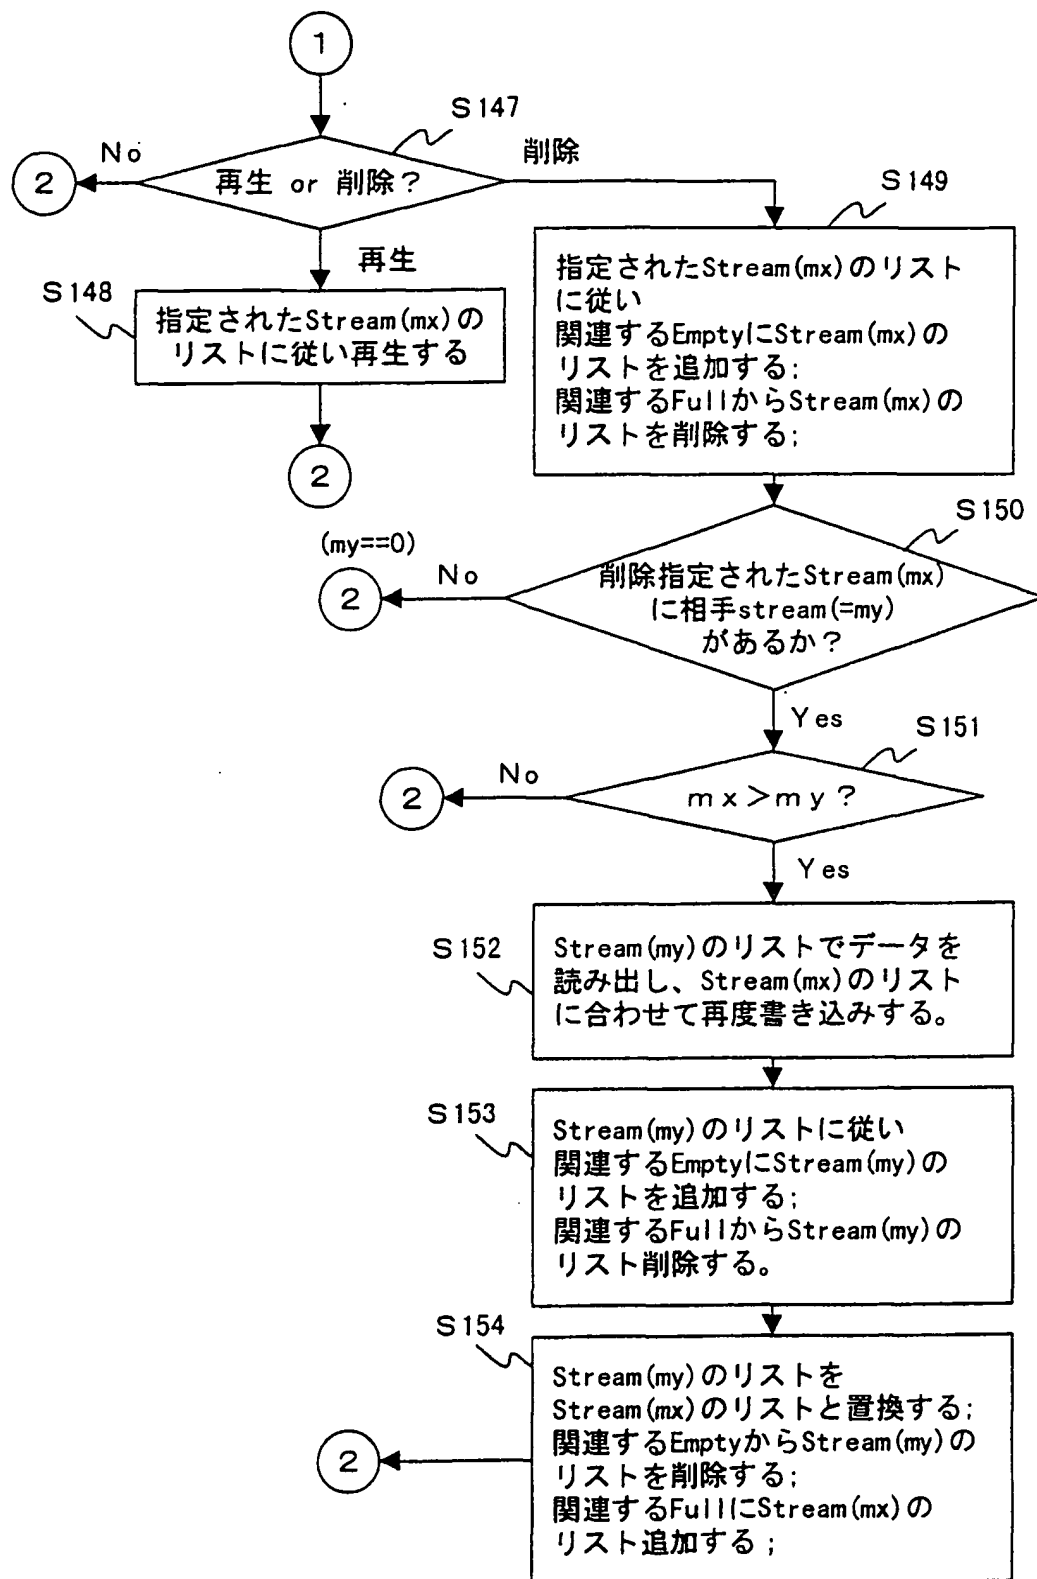 1
S147
No
削除
2
再生 or 削除？
S149
再生
S148
指定されたStream(mx)の
リストに従い再生する
指定されたStream(mx)のリスト
に従い
関連するEmptyにStream(mx)の
リストを追加する;
関連するFullからStream(mx)の
リストを削除する;
2
S150
(my==0)
No
2
削除指定されたStream(mx)
に相手stream(=my)
があるか？
Yes
S151
No
2
mx＞my？
Yes
S152
Stream(my)のリストでデータを
読み出し、Stream(mx)のリスト
に合わせて再度書き込みする。
S153
Stream(my)のリストに従い
関連するEmptyにStream(my)の
リストを追加する;
関連するFullからStream(my)の
リスト削除する。
S154
Stream(my)のリストを
Stream(mx)のリストと置換する;
関連するEmptyからStream(my)の
リストを削除する;
関連するFullにStream(mx)の
リスト追加する;
2